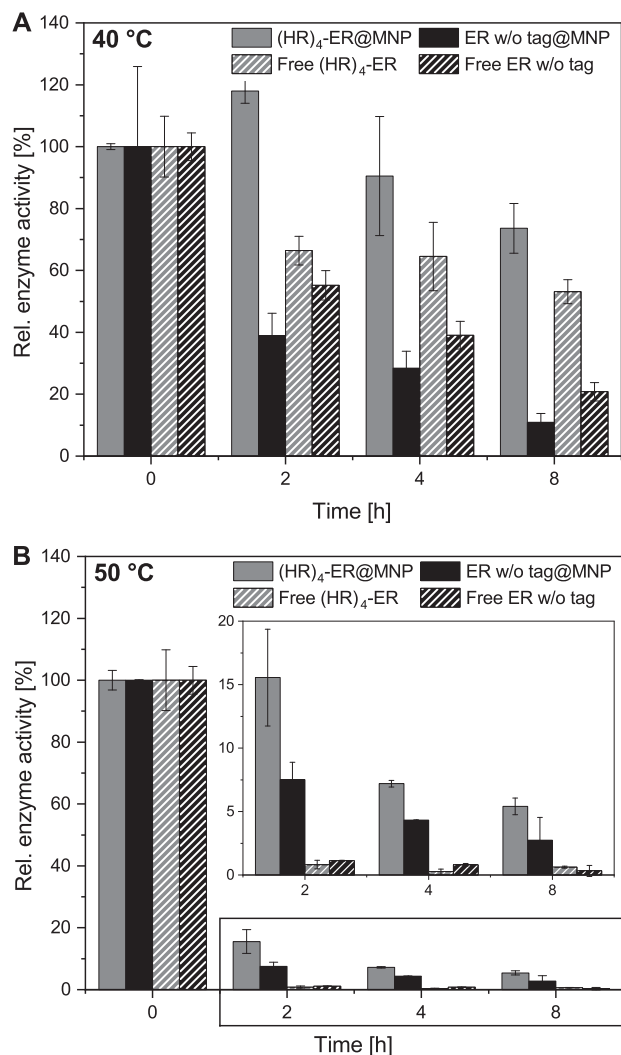 A
40 °C
(HR)4-ER@MNP
ER w/o tag@MNP
Free (HR)4-ER
Free ER w/o tag
140
120
100
80
60
40
20
0
Rel. enzyme activity [%]
0 2 4 8
Time [h]
B
50 °C
(HR)4-ER@MNP
ER w/o tag@MNP
Free (HR)4-ER
Free ER w/o tag
140
120
100
80
60
40
20
0
Rel. enzyme activity [%]
20
15
10
5
0
2 4 8
0 2 4 8
Time [h]